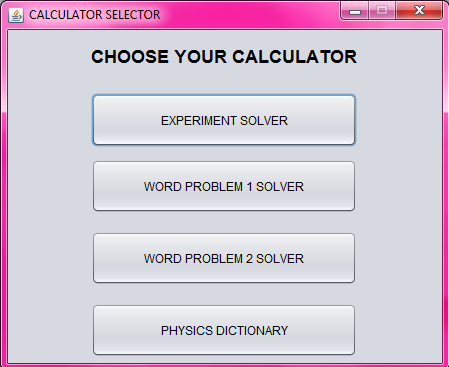 CALCULATOR SELECTOR
CHOOSE YOUR CALCULATOR
EXPERIMENT SOLVER
WORD PROBLEM 1 SOLVER
WORD PROBLEM 2 SOLVER
PHYSICS DICTIONARY